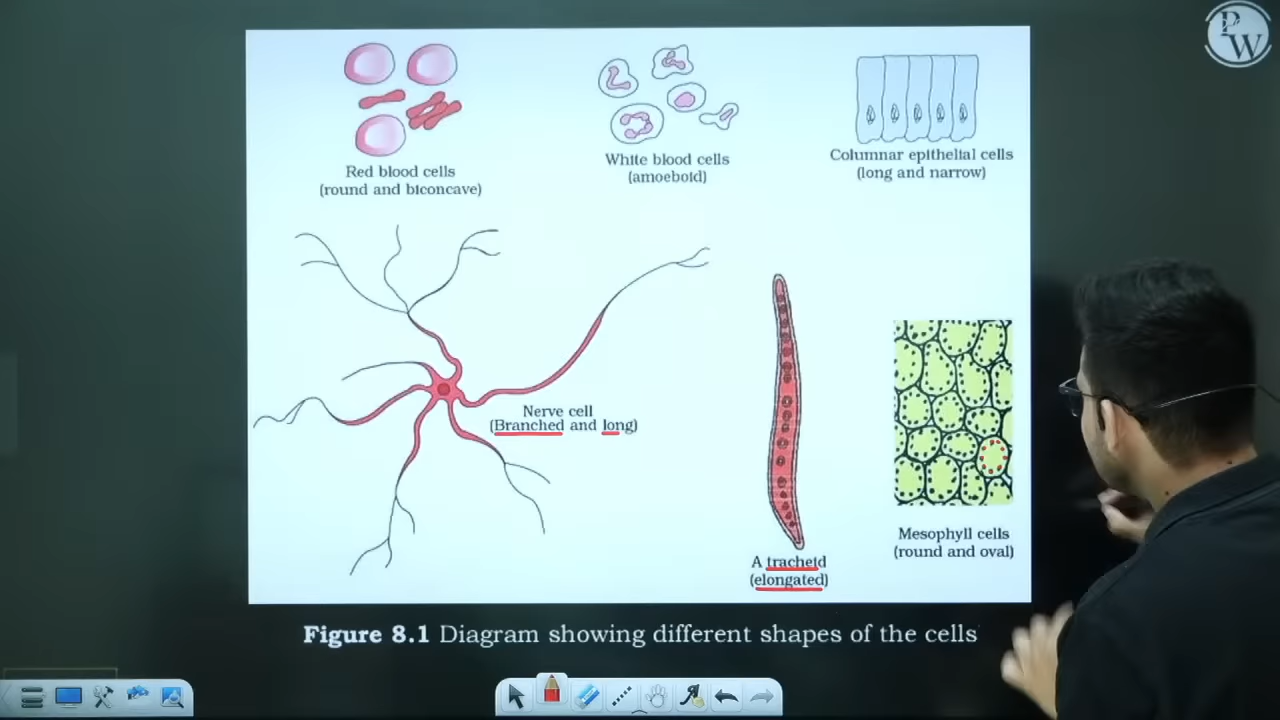 PW
Red blood cells
(round and biconcave)
White blood cells
(amoeboid)
Columnar epithelial cells
(long and narrow)
Nerve cell
(Branched and long)
A tracheid
(elongated)
Mesophyll cells
(round and oval)
Figure 8.1 Diagram showing different shapes of the cells